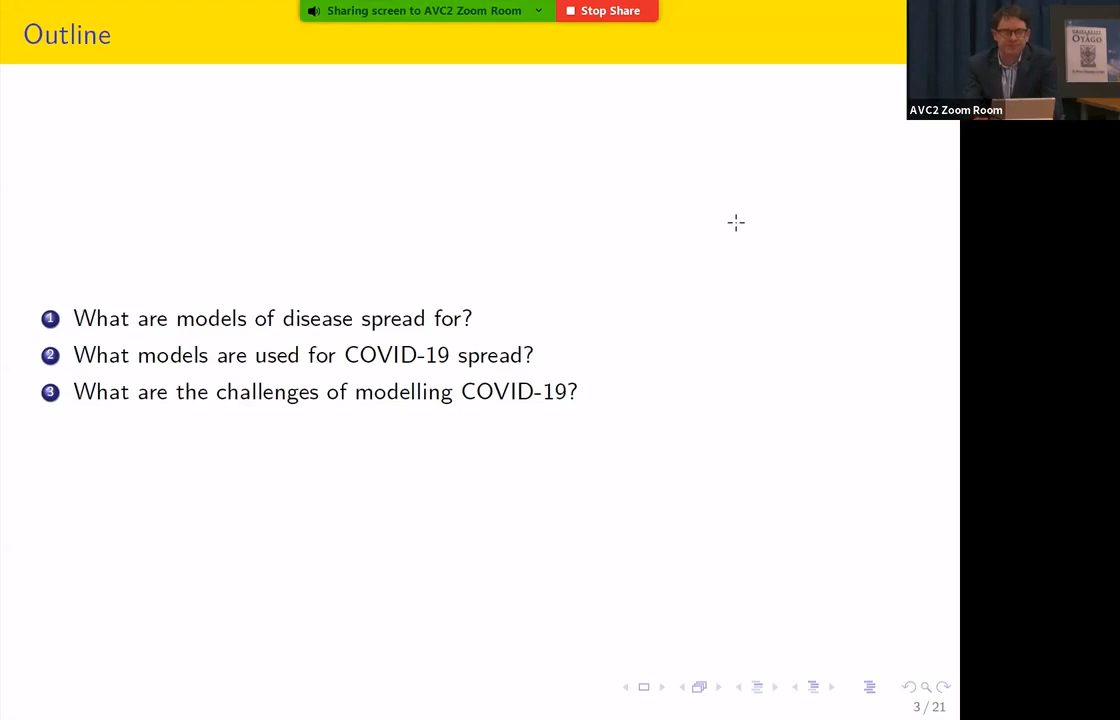 Sharing screen to AVC2 Zoom Room
Stop Share
Outline
OTAGO
AVC2 Zoom Room
1 What are models of disease spread for?
2 What models are used for COVID-19 spread?
3 What are the challenges of modelling COVID-19?
3 / 21